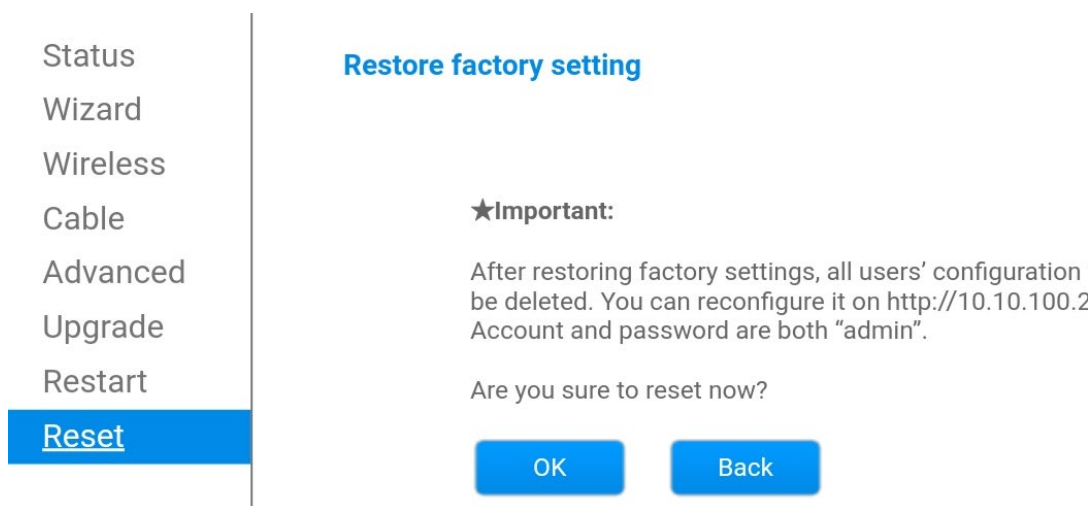 Status
Wizard
Wireless
Cable
Advanced
Upgrade
Restart
Reset
Restore factory setting
★Important:
After restoring factory settings, all users’ configuration
be deleted. You can reconfigure it on http://10.10.100.2
Account and password are both “admin”.
Are you sure to reset now?
OK
Back